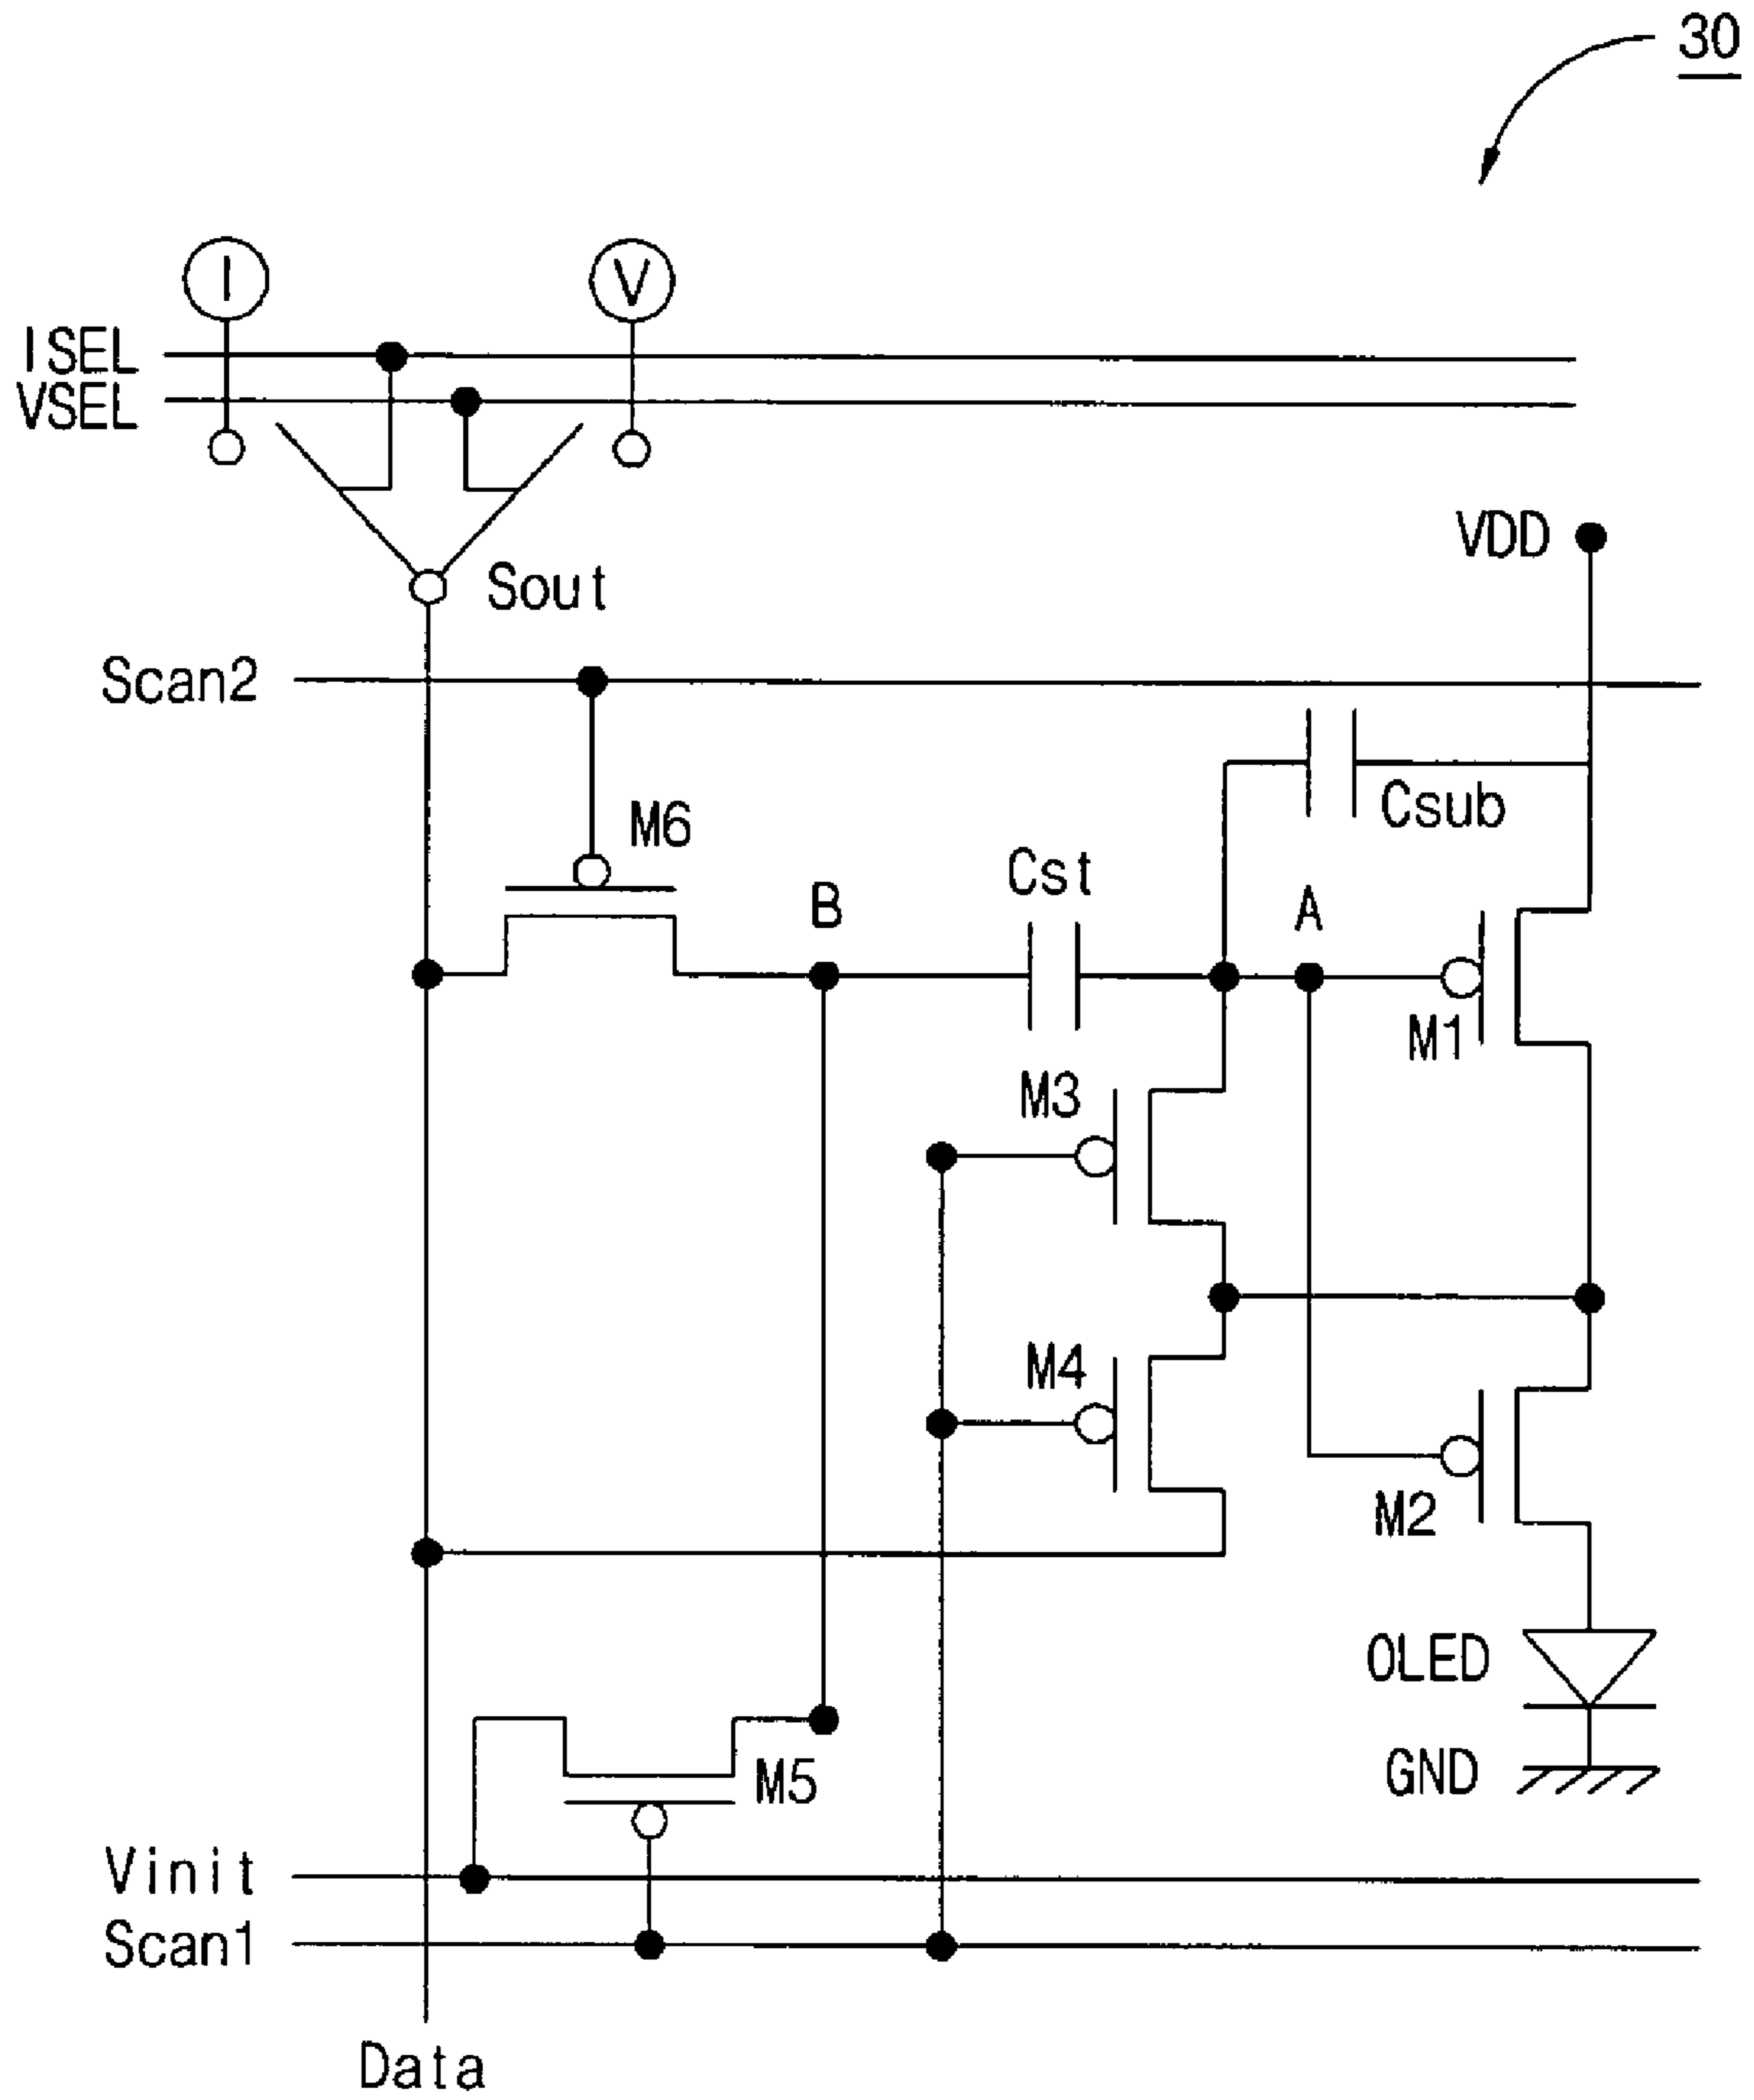 30
I
V
ISEL
VSEL
VDD
Sout
Scan2
Csub
M6
Cst
B
A
M1
M3
M4
M2
OLED
M5
GND
Vinit
Scan1
Data